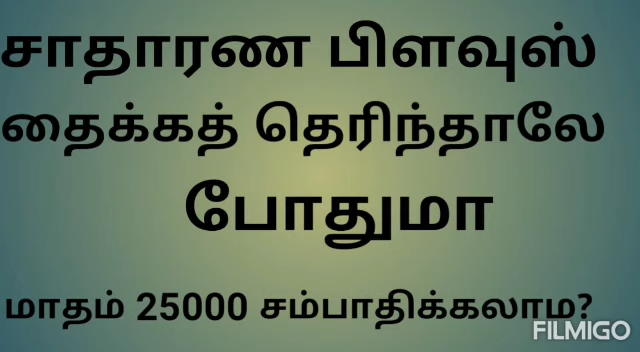 சாதாரண பிளவுஸ்
தைக்கத் தெரிந்தாலே
போதுமா
மாதம் 25000 சம்பாதிக்கலாம?
FILMIGO